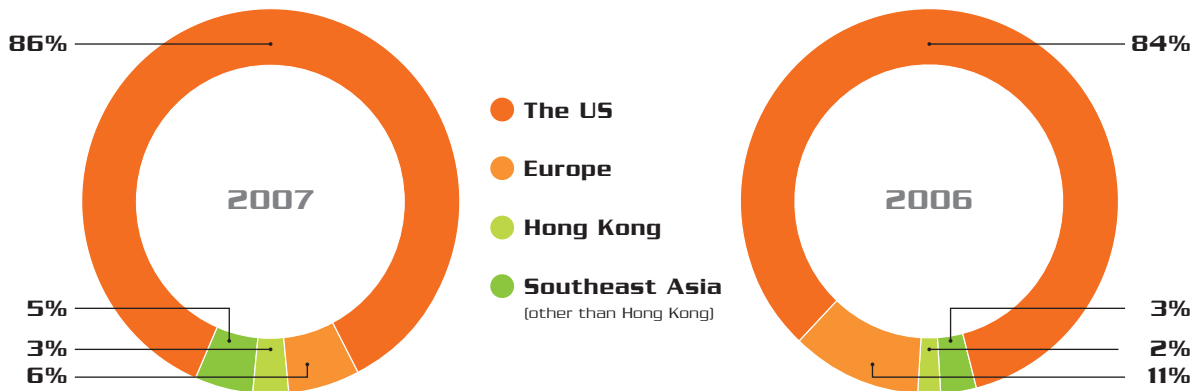 86%
2007
5%
3%
6%
The US
Europe
Hong Kong
Southeast Asia
(other than Hong Kong)
84%
2006
3%
2%
11%